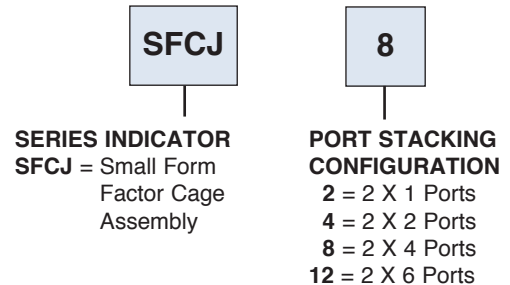 SFCJ 8
SERIES INDICATOR
SFCJ = Small Form
Factor Cage
Assembly
PORT STACKING
CONFIGURATION
2 = 2 X 1 Ports
4 = 2 X 2 Ports
8 = 2 X 4 Ports
12 = 2 X 6 Ports